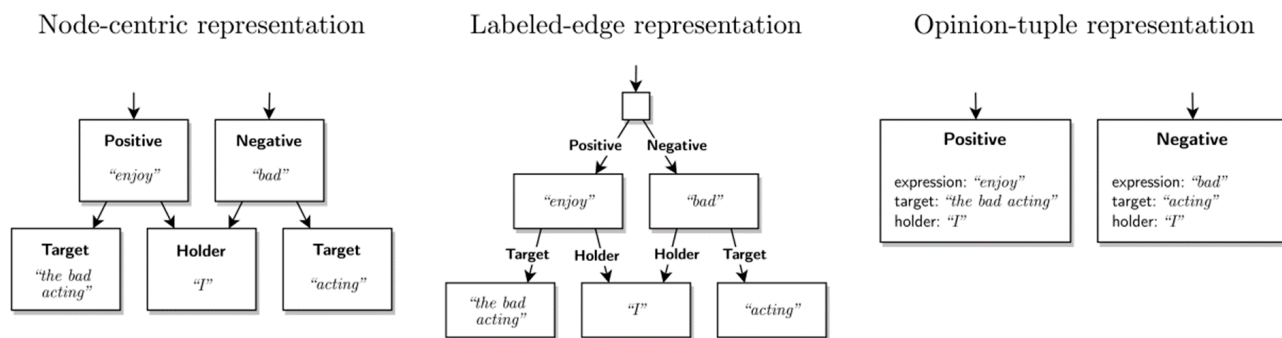 Node-centric representation
Positive
“enjoy”
Negative
“bad”
Target
“the bad
acting”
Holder
“I”
Target
“acting”
Labeled-edge representation
Positive
Negative
“enjoy”
“bad”
Target
Holder
Holder
Target
“the bad
acting”
“I”
“acting”
Opinion-tuple representation
Positive
expression: “enjoy”
target: “the bad acting”
holder: “I”
Negative
expression: “bad”
target: “acting”
holder: “I”